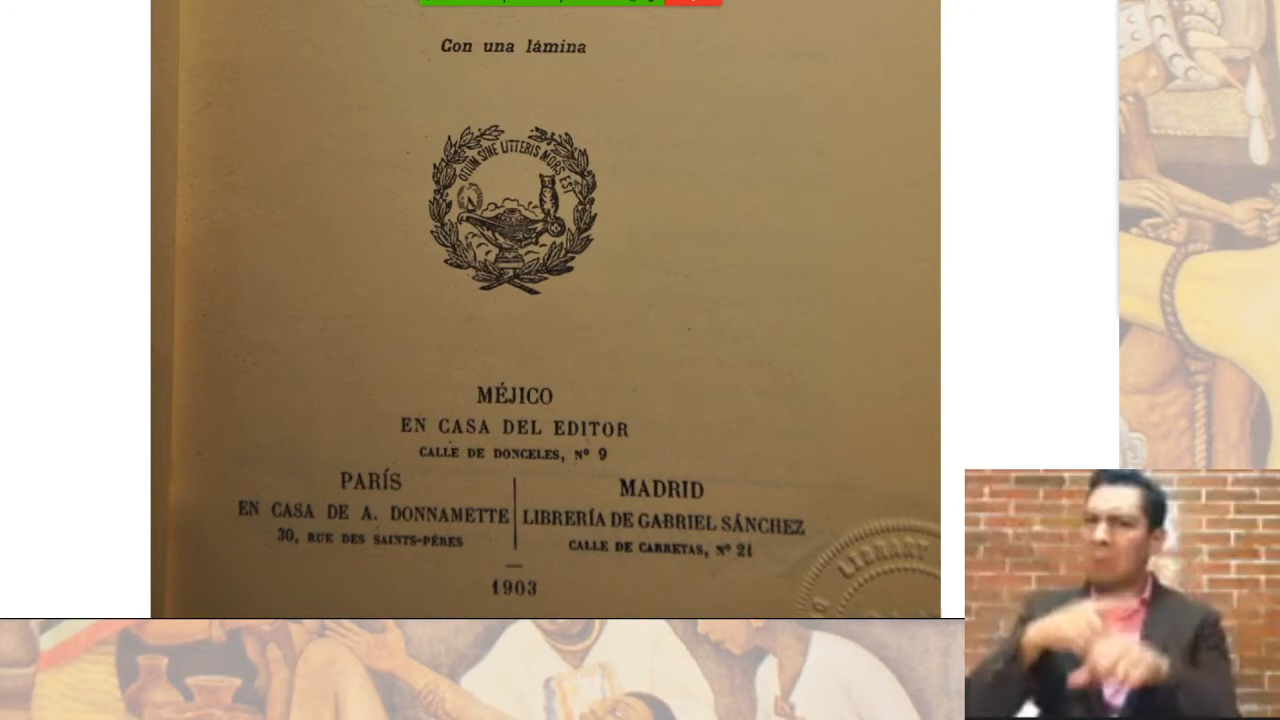 Con una lámina
OTIUM SINE LITTERIS MORS EST
MÉJICO
EN CASA DEL EDITOR
CALLE DE DONCELES, Nº 9
PARÍS
EN CASA DE A. DONNAMETTE
30, RUE DES SAINTS-PÉRES
MADRID
LIBRERÍA DE GABRIEL SÁNCHEZ
CALLE DE CARRETAS, Nº 21
1903
LIBRARY